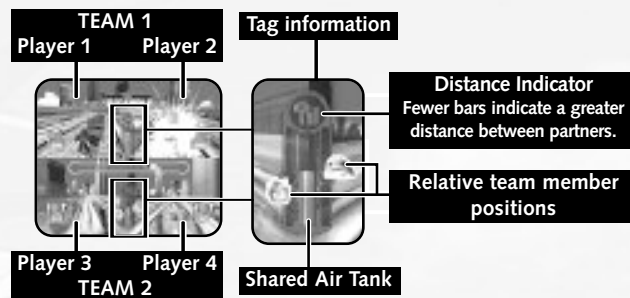 TEAM 1
Player 1 Player 2
Tag information
Distance Indicator
Fewer bars indicate a greater
distance between partners.
Relative team member
positions
Player 3 Player 4
TEAM 2
Shared Air Tank